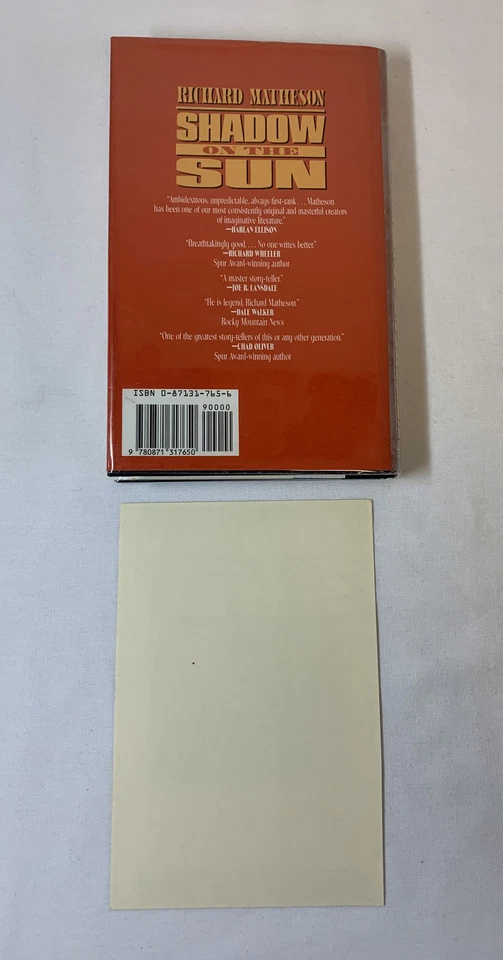 RICHARD MATHESON
SHADOW
ON THE
SUN
"Ambidextrous, unpredictable, always first-rank . . . Matheson
has been one of our most consistently original and masterful creators
of imaginative literature."
—HARLAN ELLISON
"Breathtakingly good. . . . No one writes better."
—RICHARD WHEELER
Spur Award-winning author
"A master story-teller."
—JOE R. LANSDALE
"He is legend, Richard Matheson."
—DALE WALKER
Rocky Mountain News
"One of the greatest story-tellers of this or any other generation."
—CHAD OLIVER
Spur Award-winning author
ISBN 0-87131-765-6
90000
9 780871 317650